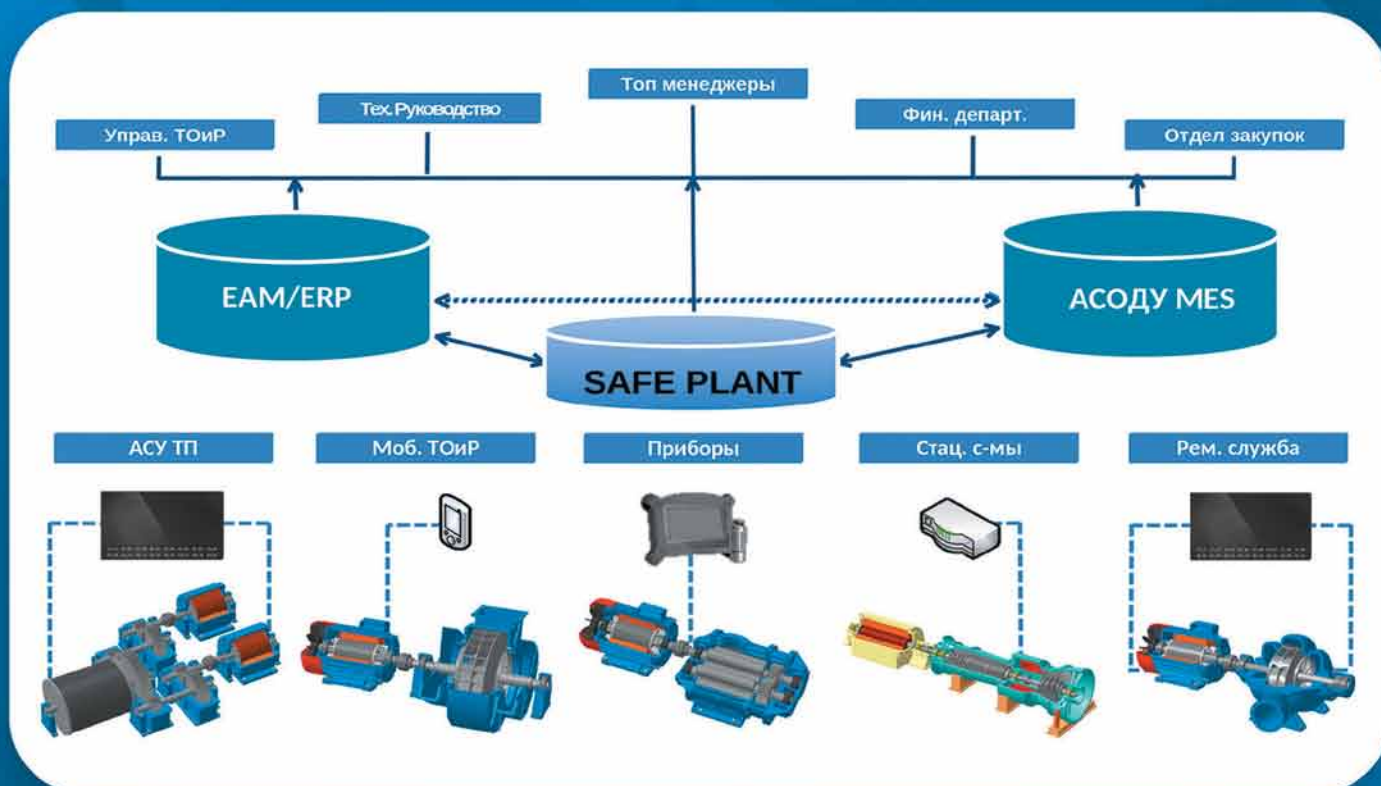 Топ менеджеры
Тех. Руководство
Фин. департ.
Управ. ТОиР
Отдел закупок
EAM/ERP
АСОДУ MES
SAFE PLANT
АСУ ТП
Моб. ТОиР
Приборы
Стац. с-мы
Рем. служба